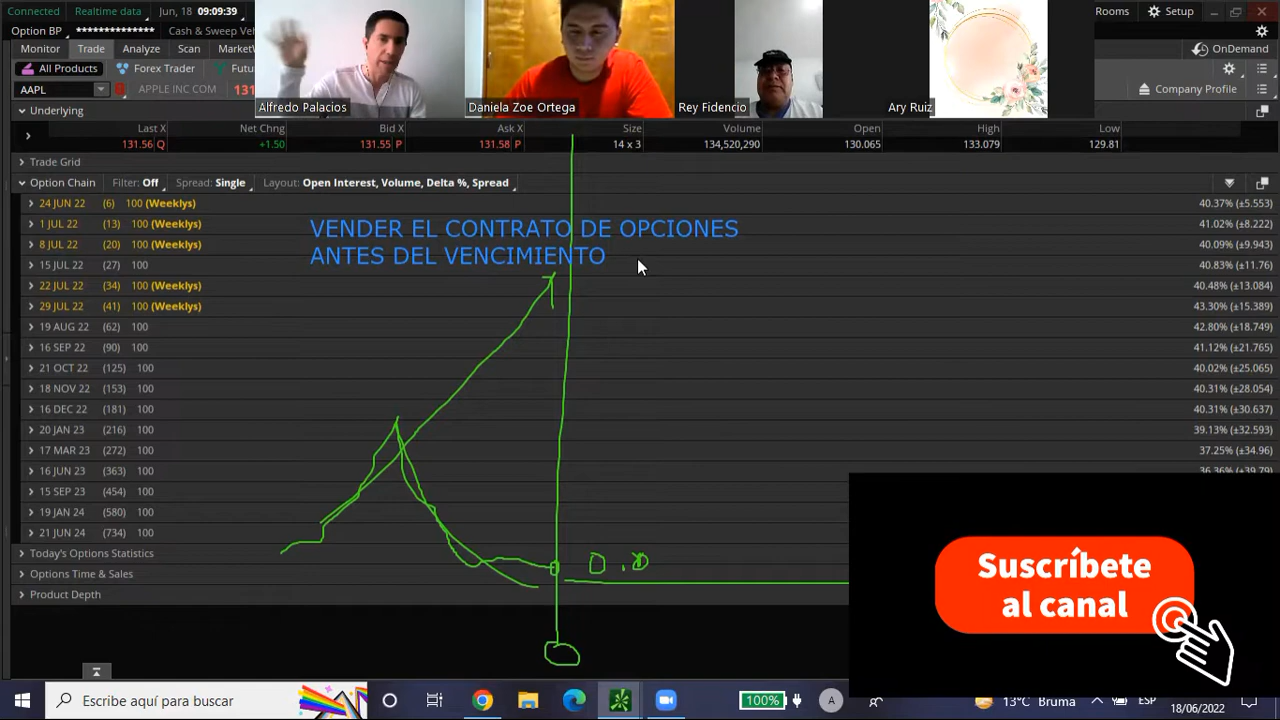 Connected Realtime data Jun, 18 09:09:39 Rooms Setup
Option BP *************** Cash & Sweep Veh
Monitor Trade Analyze Scan MarketW OnDemand
All Products Forex Trader Futu
AAPL APPLE INC COM 131 Company Profile
Alfredo Palacios Daniela Zoe Ortega Rey Fidencio Ary Ruiz
Underlying
Last X Net Chng Bid X Ask X Size Volume Open High Low
131.56 Q +1.50 131.55 P 131.58 P 14 x 3 134,520,290 130.065 133.079 129.81
Trade Grid
Option Chain Filter: Off Spread: Single Layout: Open Interest, Volume, Delta %, Spread
24 JUN 22 (6) 100 (Weeklys) 40.37% (±5.553)
1 JUL 22 (13) 100 (Weeklys) 41.02% (±8.222)
8 JUL 22 (20) 100 (Weeklys) 40.09% (±9.943)
15 JUL 22 (27) 100 40.83% (±11.76)
22 JUL 22 (34) 100 (Weeklys) 40.48% (±13.084)
29 JUL 22 (41) 100 (Weeklys) 43.30% (±15.389)
19 AUG 22 (62) 100 42.80% (±18.749)
16 SEP 22 (90) 100 41.12% (±21.765)
21 OCT 22 (125) 100 40.02% (±25.065)
18 NOV 22 (153) 100 40.31% (±28.054)
16 DEC 22 (181) 100 40.31% (±30.637)
20 JAN 23 (216) 100 39.13% (±32.593)
17 MAR 23 (272) 100 37.25% (±34.96)
16 JUN 23 (363) 100 36.36% (±39.79)
15 SEP 23 (454) 100
19 JAN 24 (580) 100
21 JUN 24 (734) 100
VENDER EL CONTRATO DE OPCIONES
ANTES DEL VENCIMIENTO
Today's Options Statistics
Options Time & Sales
Product Depth
Suscríbete
al canal
Escribe aquí para buscar 100% A 13°C Bruma ESP
18/06/2022